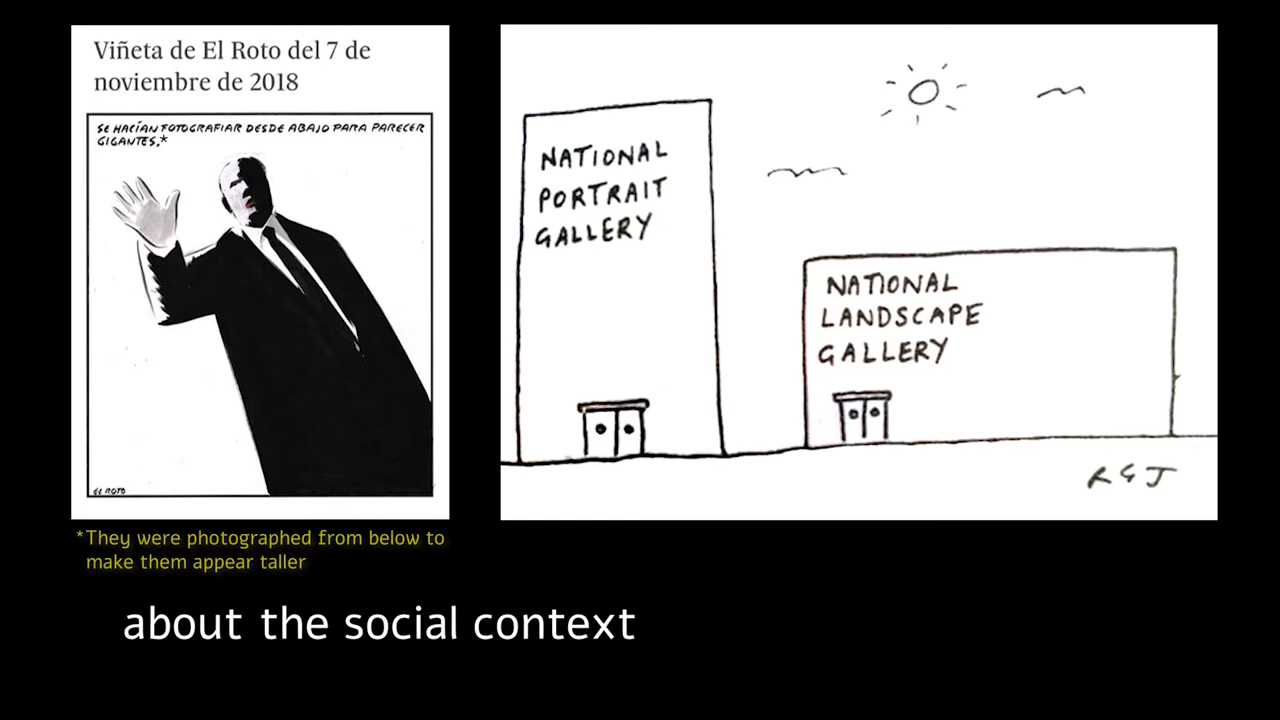 Viñeta de El Roto del 7 de
noviembre de 2018
SE HACÍAN FOTOGRAFIAR DESDE ABAJO PARA PARECER
GIGANTES.*
EL ROTO
*They were photographed from below to
make them appear taller
NATIONAL
PORTRAIT
GALLERY
NATIONAL
LANDSCAPE
GALLERY
RGJ
about the social context